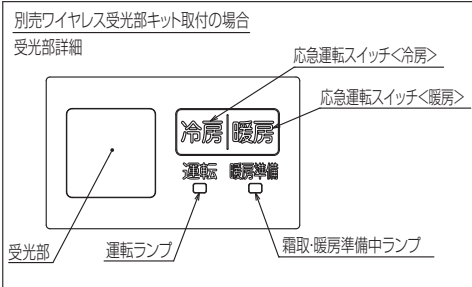 別売ワイヤレス受光部キット取付の場合
受光部詳細
応急運転スイッチ<冷房>
応急運転スイッチ<暖房>
冷房 暖房
運転 暖房準備
受光部
運転ランプ
霜取・暖房準備中ランプ